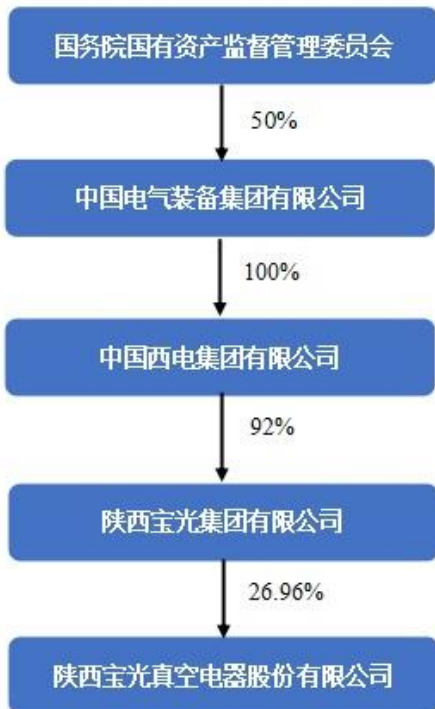 国务院国有资产监督管理委员会
50%
中国电气装备集团有限公司
100%
中国西电集团有限公司
92%
陕西宝光集团有限公司
26.96%
陕西宝光真空电器股份有限公司